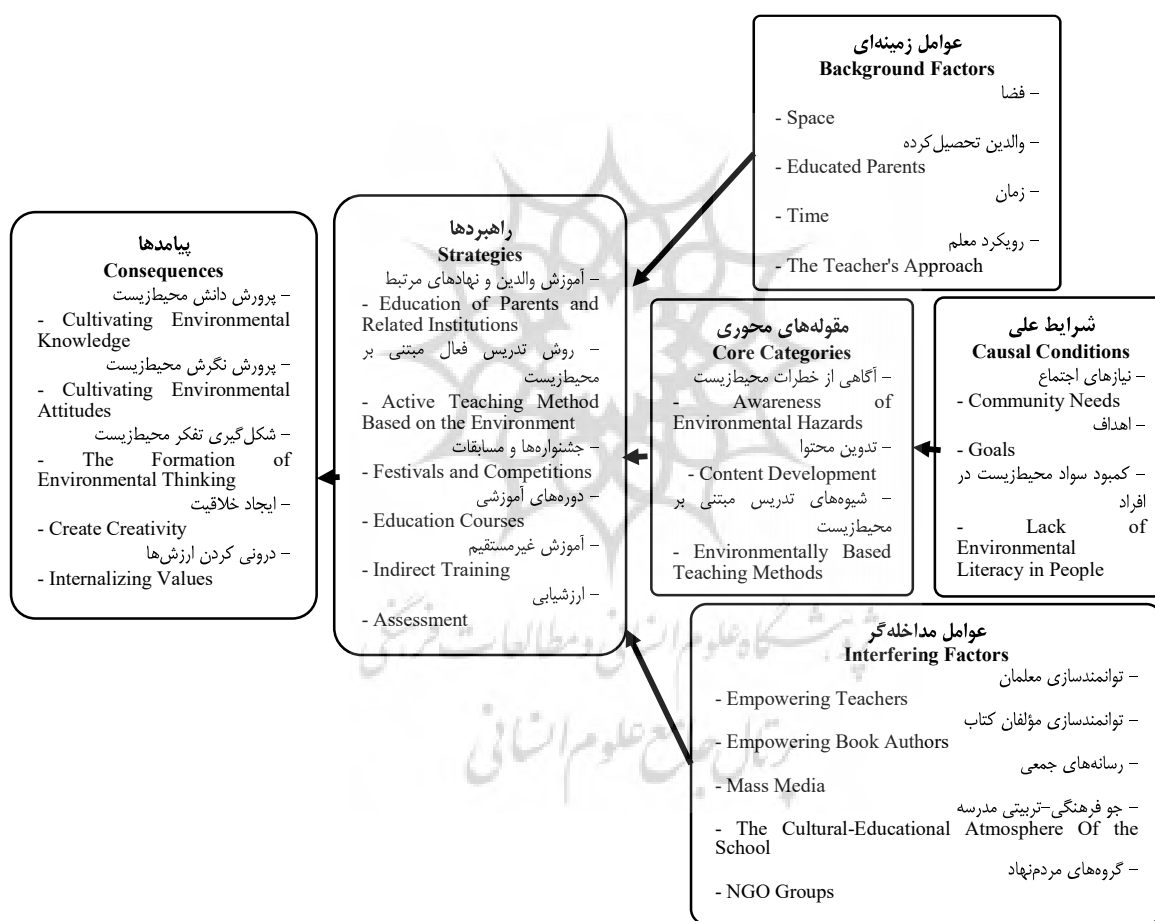 عوامل زمینه‌ای
Background Factors
- فضا
- Space
- والدین تحصیل‌کرده
- Educated Parents
- زمان
- Time
- رویکرد معلم
- The Teacher's Approach
شرایط علی
Causal Conditions
- نیازهای اجتماع
- Community Needs
- اهداف
- Goals
- کمبود سواد محیط‌زیست در
افراد
- Lack of
Environmental
Literacy in People
مقوله‌های محوری
Core Categories
- آگاهی از خطرات محیط‌زیست
- Awareness of
Environmental Hazards
- تدوین محتوا
- Content Development
- شیوه‌های تدریس مبتنی بر
محیط‌زیست
- Environmentally Based
Teaching Methods
راهبردها
Strategies
- آموزش والدین و نهادهای مرتبط
- Education of Parents and
Related Institutions
- روش تدریس فعال مبتنی بر
محیط‌زیست
- Active Teaching Method
Based on the Environment
- جشنواره‌ها و مسابقات
- Festivals and Competitions
- دوره‌های آموزشی
- Education Courses
- آموزش غیرمستقیم
- Indirect Training
- ارزشیابی
- Assessment
پیامدها
Consequences
- پرورش دانش محیط‌زیست
- Cultivating Environmental
Knowledge
- پرورش نگرش محیط‌زیست
- Cultivating Environmental
Attitudes
- شکل‌گیری تفکر محیط‌زیست
- The Formation of
Environmental Thinking
- ایجاد خلاقیت
- Create Creativity
- درونی کردن ارزش‌ها
- Internalizing Values
عوامل مداخله‌گر
Interfering Factors
- توانمندسازی معلمان
- Empowering Teachers
- توانمندسازی مؤلفان کتاب
- Empowering Book Authors
- رسانه‌های جمعی
- Mass Media
- جو فرهنگی-تربیتی مدرسه
- The Cultural-Educational Atmosphere Of the
School
- گروه‌های مردم‌نهاد
- NGO Groups
پژوهشگاه علوم انسانی و مطالعات فرهنگی
پرتال جامع علوم انسانی